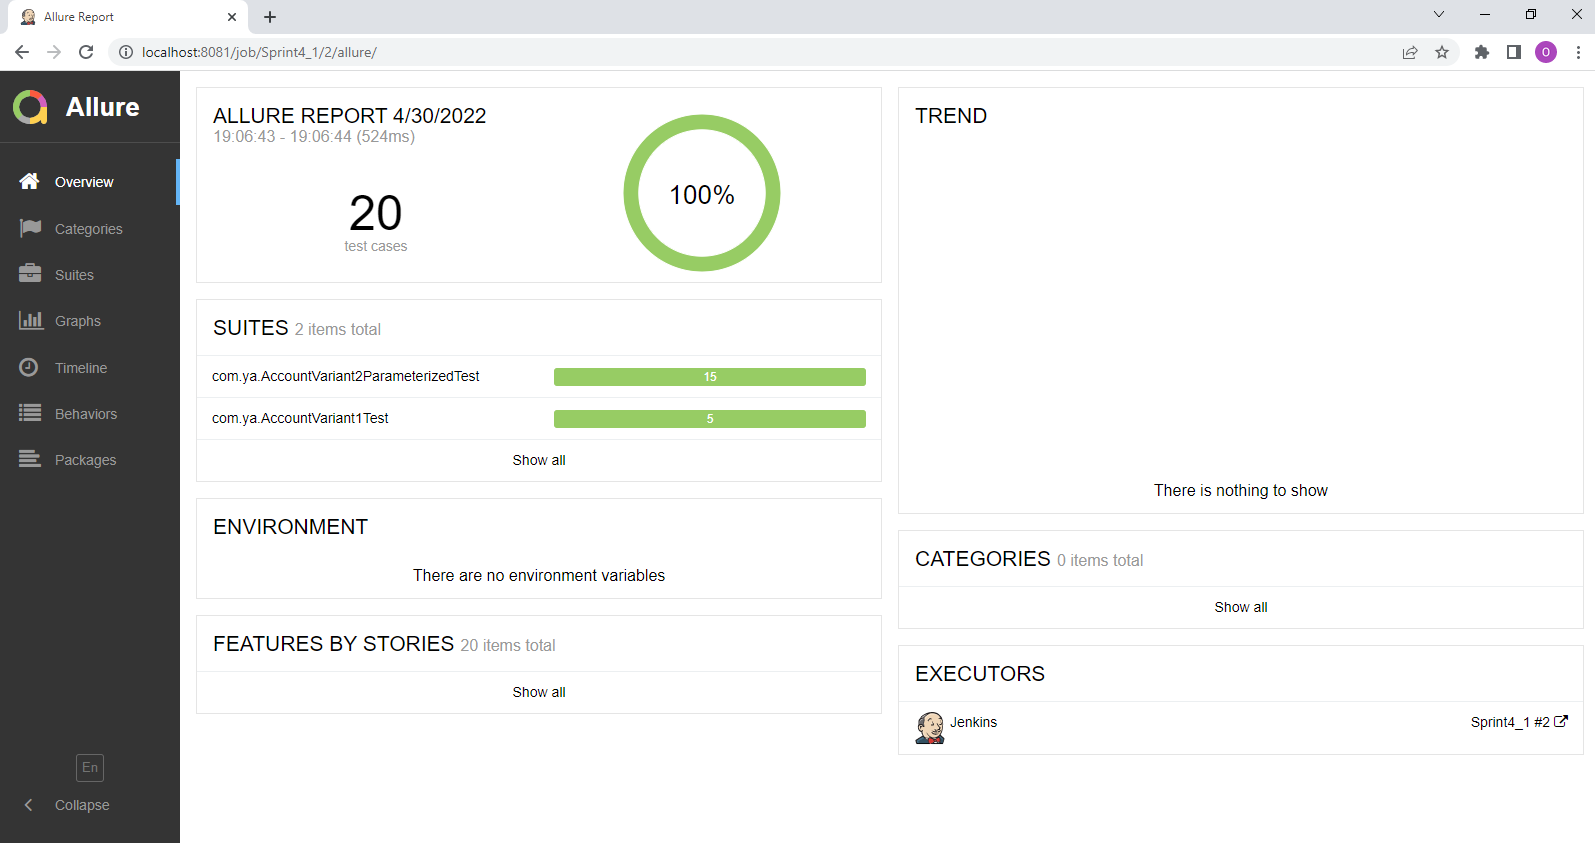 Allure Report
localhost:8081/job/Sprint4_1/2/allure/
O
Allure
Overview
Categories
Suites
Graphs
Timeline
Behaviors
Packages
En
Collapse
ALLURE REPORT 4/30/2022
19:06:43 - 19:06:44 (524ms)
20
test cases
100%
SUITES 2 items total
com.ya.AccountVariant2ParameterizedTest 15
com.ya.AccountVariant1Test 5
Show all
ENVIRONMENT
There are no environment variables
FEATURES BY STORIES 20 items total
Show all
TREND
There is nothing to show
CATEGORIES 0 items total
Show all
EXECUTORS
Jenkins Sprint4_1 #2